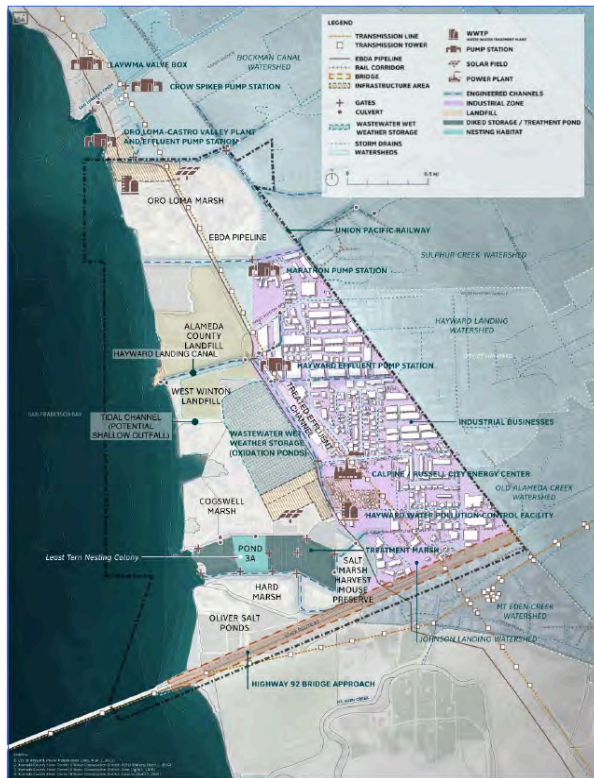 LEGEND
TRANSMISSION LINE
TRANSMISSION TOWER
EBDA PIPELINE
RAIL CORRIDOR
BRIDGE
INFRASTRUCTURE AREA
GATES
CULVERT
WASTEWATER WET
WEATHER STORAGE
STORM DRAINS
WATERSHEDS
WWTP
PUMP STATION
SOLAR FIELD
POWER PLANT
ENGINEERED CHANNELS
INDUSTRIAL ZONE
LANDFILL
DIKED STORAGE / TREATMENT POND
NESTING HABITAT
0
0.5 MI
LAVWMA VALVE BOX
BOCKMAN CANAL
WATERSHED
CROW SPIKER PUMP STATION
ORO LOMA-CASTRO VALLEY PLANT
AND EFFLUENT PUMP STATION
ORO LOMA MARSH
EBDA PIPELINE
UNION PACIFIC RAILWAY
SULPHUR CREEK WATERSHED
MARATHON PUMP STATION
HAYWARD LANDING
WATERSHED
ALAMEDA
COUNTY
LANDFILL
HAYWARD LANDING CANAL
HAYWARD EFFLUENT PUMP STATION
WEST WINTON
LANDFILL
TREATED EFFLUENT
CHANNEL
SAN FRANCISCO BAY
TIDAL CHANNEL
(POTENTIAL
SHALLOW OUTFALL)
INDUSTRIAL BUSINESSES
WASTEWATER WET
WEATHER STORAGE
(OXIDATION PONDS)
CALPINE / RUSSELL CITY ENERGY CENTER
OLD ALAMEDA CREEK
WATERSHED
COGSWELL
MARSH
HAYWARD WATER POLLUTION CONTROL FACILITY
Least Tern Nesting Colony
POND
3A
TREATMENT MARSH
SALT
MARSH
HARVEST
MOUSE
PRESERVE
HARD
MARSH
MT EDEN CREEK
WATERSHED
OLIVER SALT
PONDS
JOHNSON LANDING WATERSHED
HIGHWAY 92 BRIDGE APPROACH